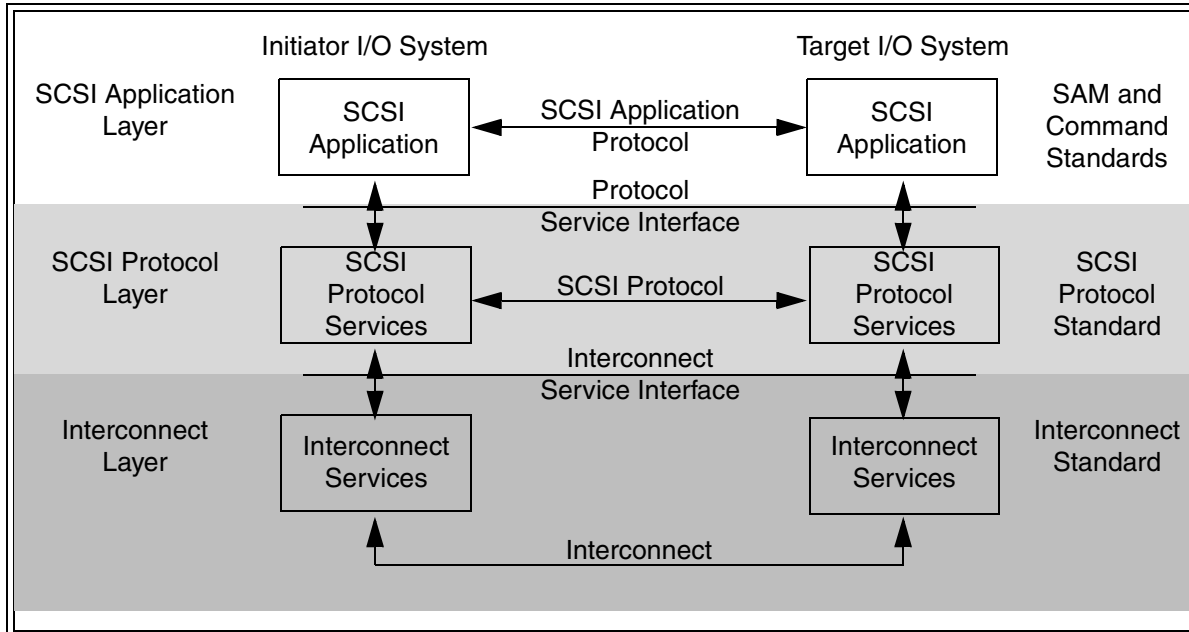 Initiator I/O System
Target I/O System
SCSI Application
Layer
SCSI
Application
SCSI Application
Protocol
SCSI
Application
SAM and
Command
Standards
Protocol
Service Interface
SCSI Protocol
Layer
SCSI
Protocol
Services
SCSI Protocol
SCSI
Protocol
Services
SCSI
Protocol
Standard
Interconnect
Service Interface
Interconnect
Layer
Interconnect
Services
Interconnect
Services
Interconnect
Standard
Interconnect